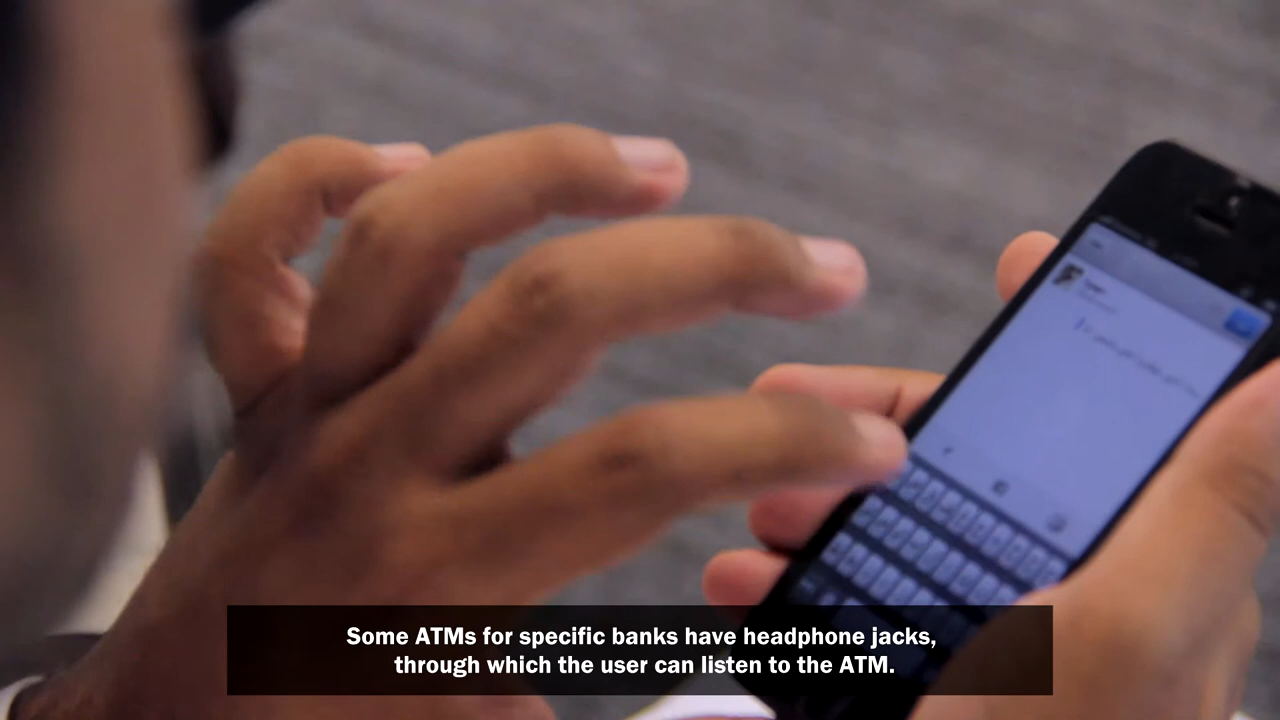 Some ATMs for specific banks have headphone jacks,
through which the user can listen to the ATM.